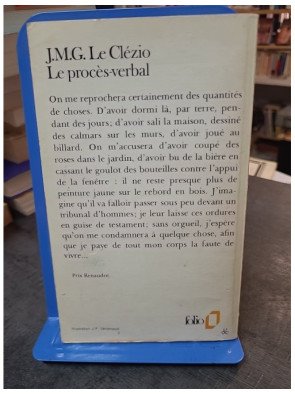 J.M.G. Le Clézio
Le procès-verbal
On me reprochera certainement des quantités
de choses. D'avoir dormi là, par terre, pen-
dant des jours; d'avoir sali la maison, dessiné
des calmars sur les murs, d'avoir joué au
billard. On m'accusera d'avoir coupé des
roses dans le jardin, d'avoir bu de la bière en
cassant le goulot des bouteilles contre l'appui
de la fenêtre : il ne reste presque plus de
peinture jaune sur le rebord en bois. J'ima-
gine qu'il va falloir passer sous peu devant un
tribunal d'hommes; je leur laisse ces ordures
en guise de testament; sans orgueil, j'espère
qu'on me condamnera à quelque chose, afin
que je paye de tout mon corps la faute de
vivre...
Prix Renaudot
folio